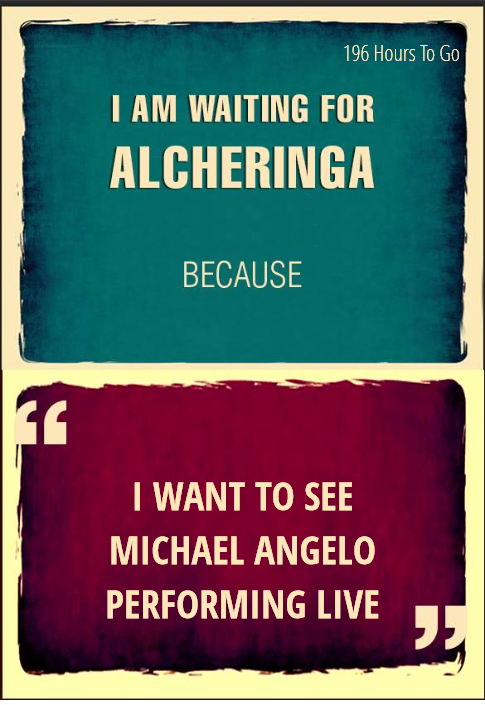 196 Hours To Go
I AM WAITING FOR
ALCHERINGA
BECAUSE
“
I WANT TO SEE
MICHAEL ANGELO
PERFORMING LIVE
”